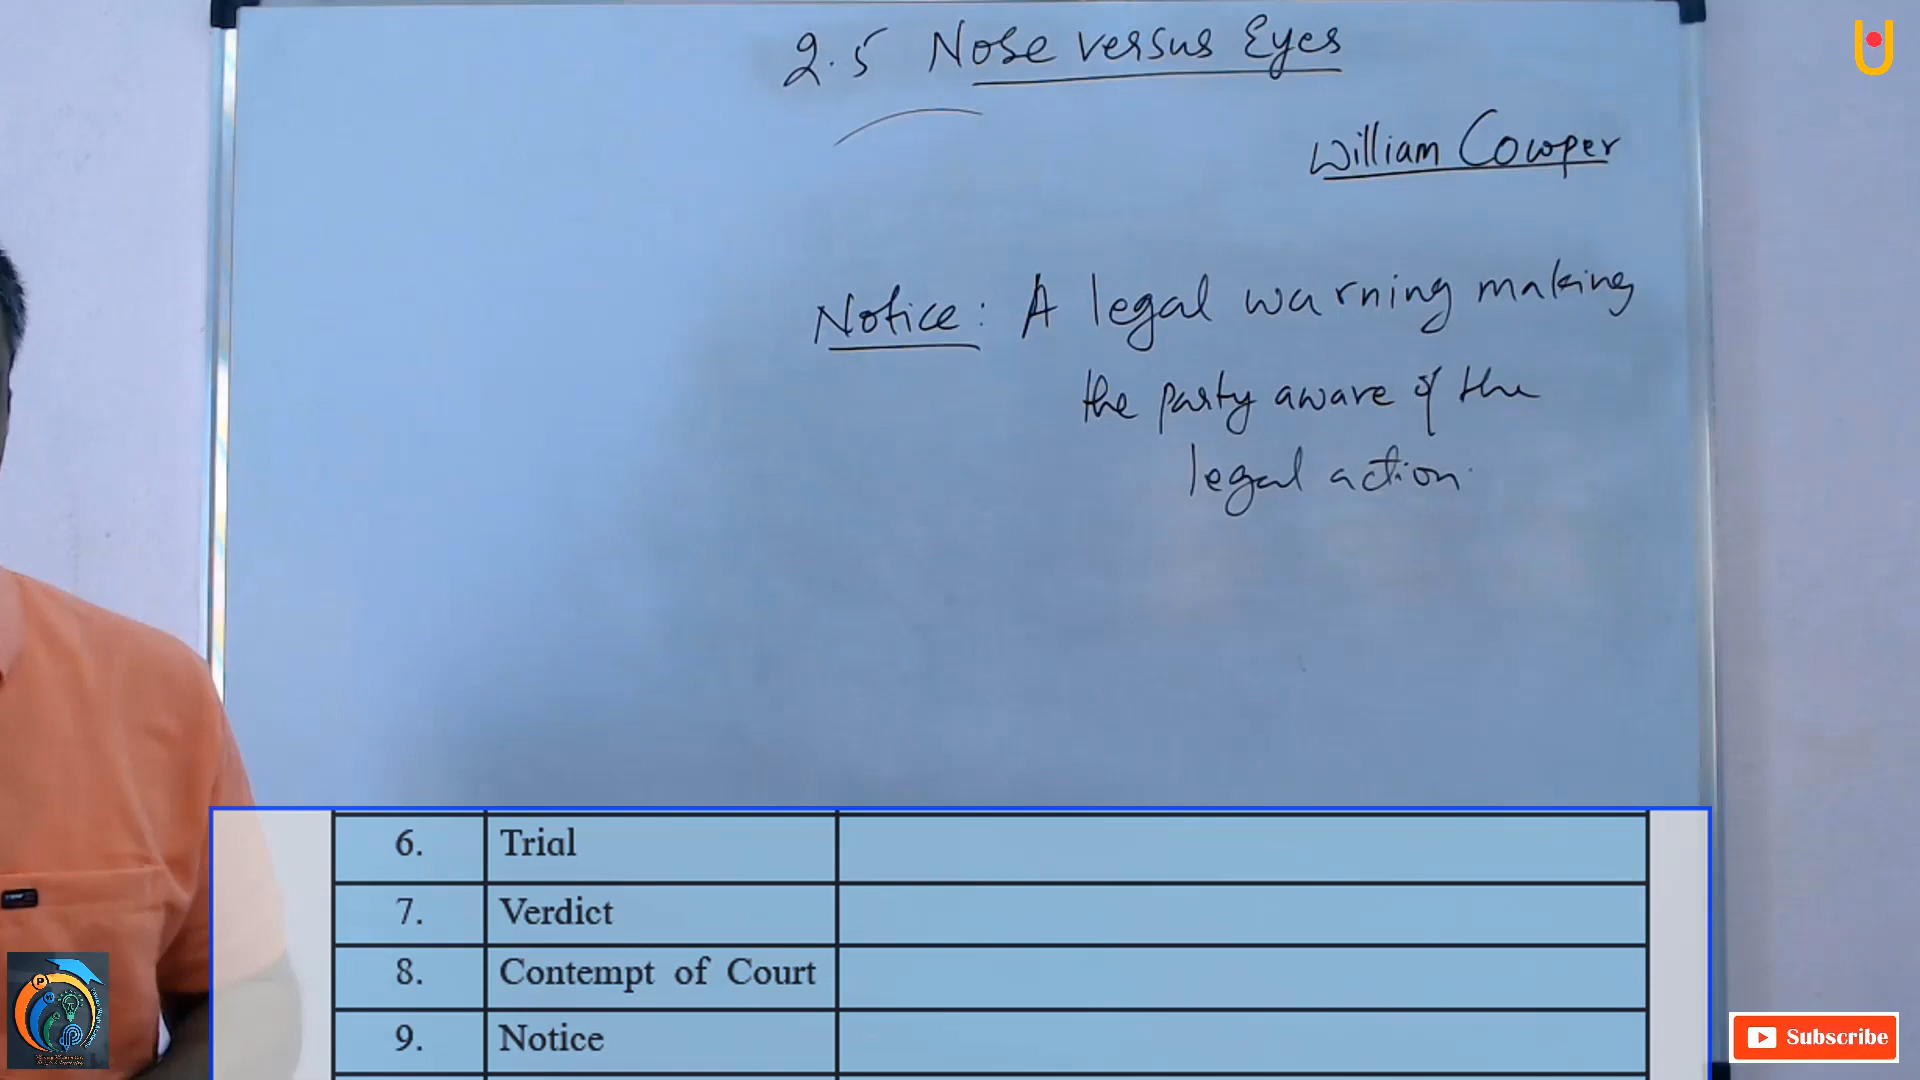 2.5 Nose versus Eyes
William Cowper
Notice: A legal warning making
the party aware of the
legal action.
6. Trial
7. Verdict
8. Contempt of Court
9. Notice
Subscribe